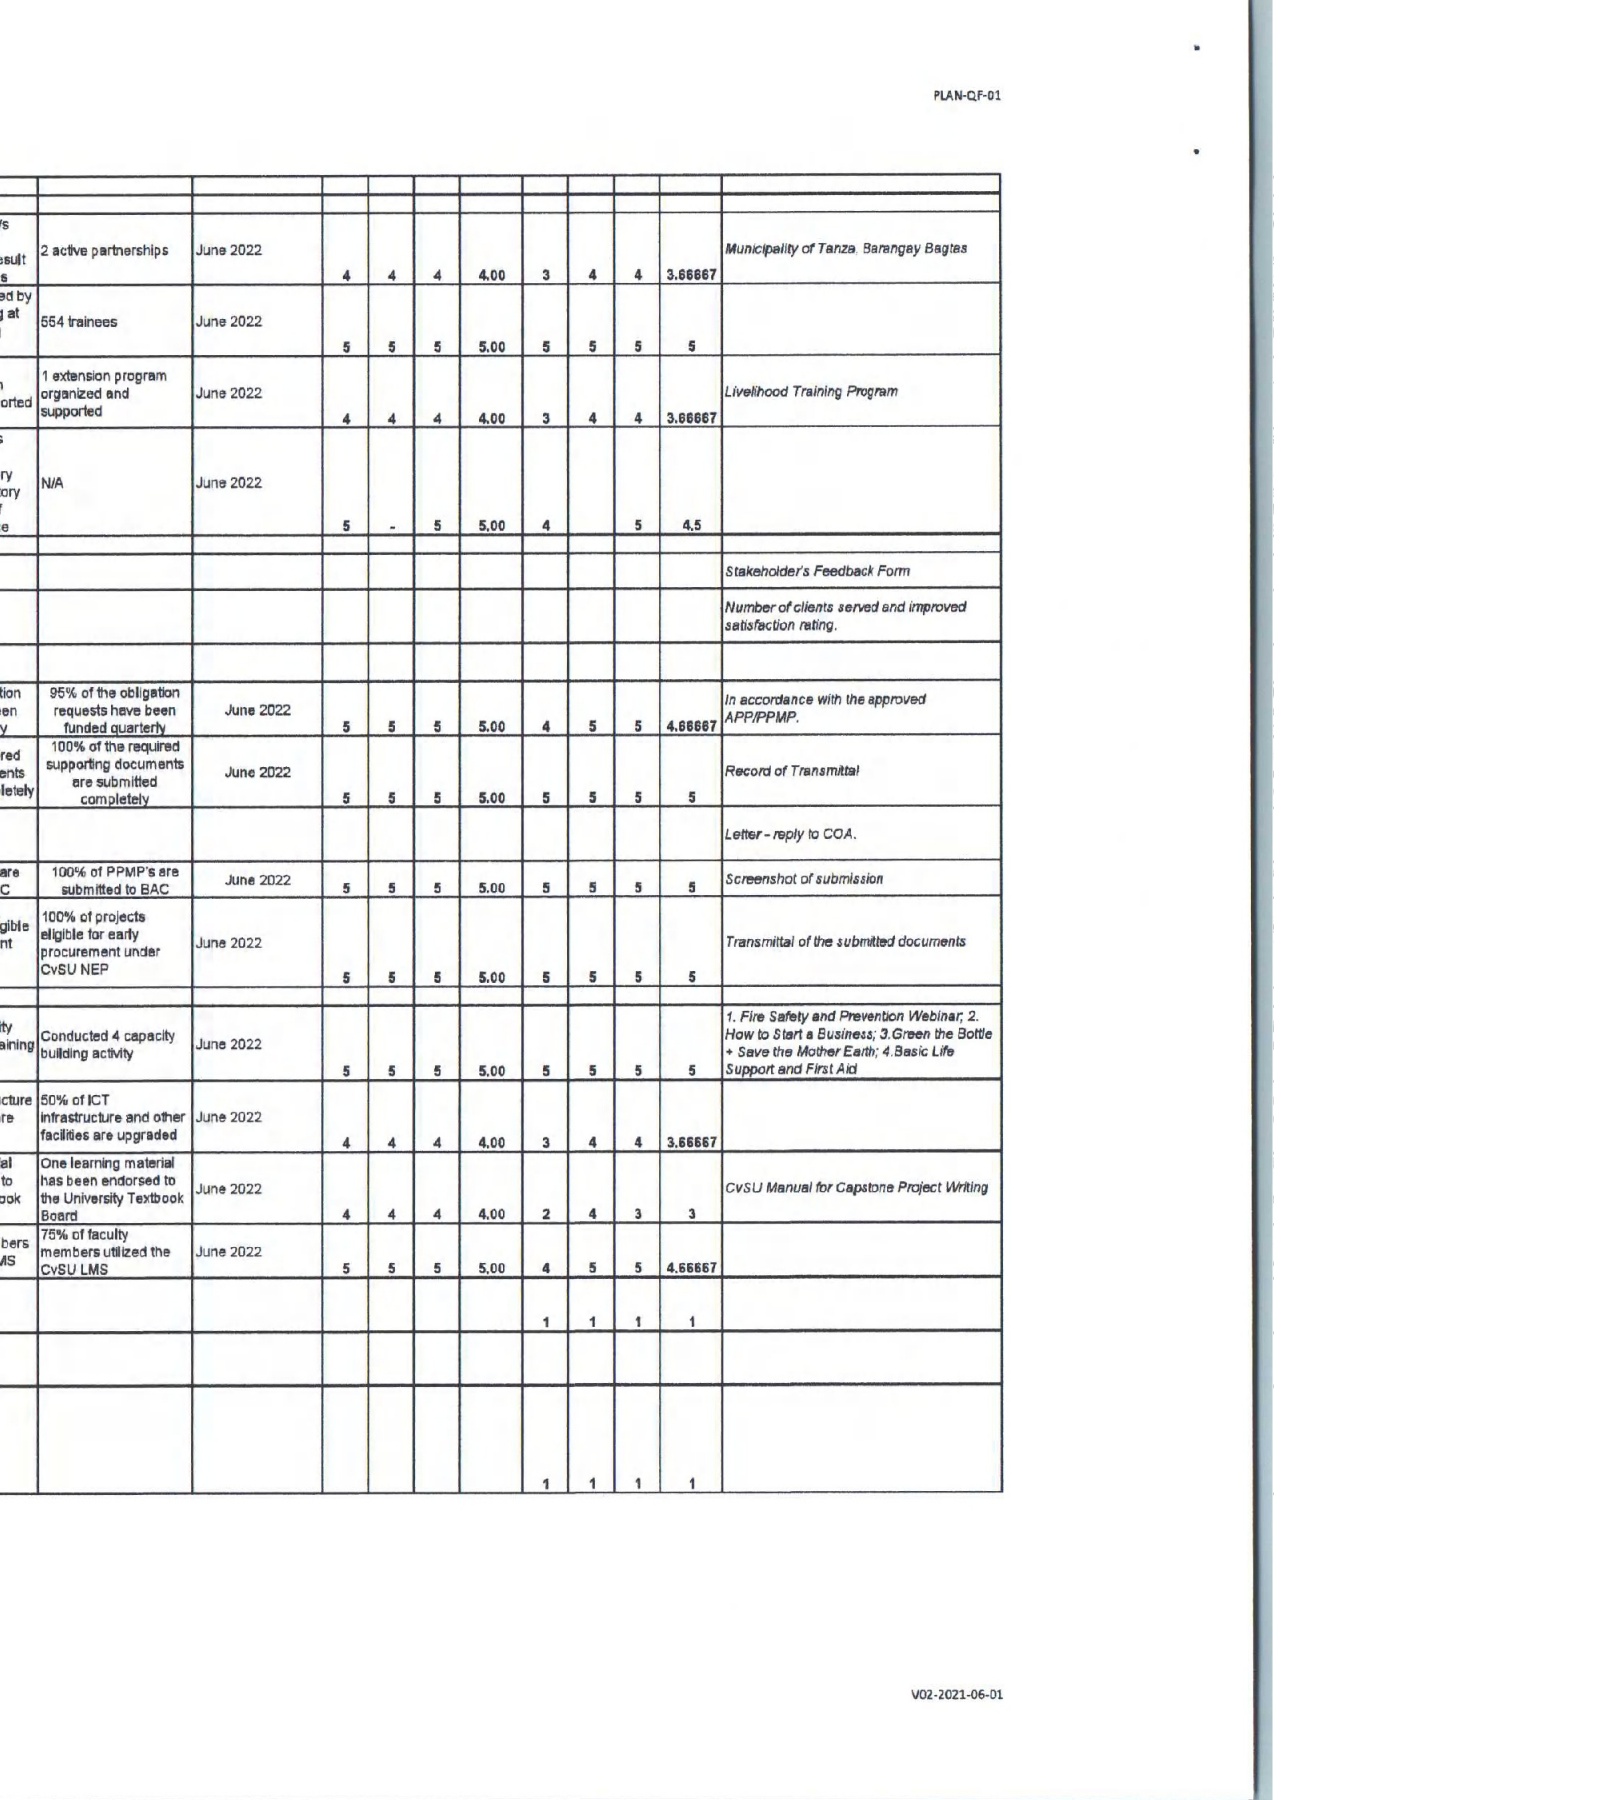 PLAN-QF-01
's
2 active partnerships June 2022 Municipality of Tanza, Barangay Bagtas
esult
s 4 4 4 4.00 3 4 4 3.66667
ed by
g at
554 trainees June 2022
5 5 5 5.00 5 5 5 5
1 extension program
organized and
supported
orted
June 2022 Livelihood Training Program
4 4 4 4.00 3 4 4 3.66667
s
ry
ory
e
N/A June 2022
5 - 5 5.00 4 5 4.5
Stakeholder's Feedback Form
Number of clients served and improved
satisfaction rating.
tion 95% of the obligation
een requests have been June 2022 In accordance with the approved
y funded quarterly 5 5 5 5.00 4 5 5 4.66667 APP/PPMP.
red 100% of the required
ents supporting documents
letely are submitted June 2022 Record of Transmittal
completely 5 5 5 5.00 5 5 5 5
Letter - reply to COA.
are 100% of PPMP's are June 2022 Screenshot of submission
C submitted to BAC 5 5 5 5.00 5 5 5 5
gible 100% of projects
nt eligible for early
procurement under
CvSU NEP
June 2022 Transmittal of the submitted documents
5 5 5 5.00 5 5 5 5
ity
aining Conducted 4 capacity
building activity
June 2022
5 5 5 5.00 5 5 5 5
1. Fire Safety and Prevention Webinar; 2.
How to Start a Business; 3.Green the Bottle
+ Save the Mother Earth; 4.Basic Life
Support and First Aid
cture 50% of ICT
re infrastructure and other June 2022
facilities are upgraded
4 4 4 4.00 3 4 4 3.66667
al One learning material
to has been endorsed to
ook the University Textbook
Board
June 2022 CvSU Manual for Capstone Project Writing
4 4 4 4.00 2 4 3 3
bers 75% of faculty
MS members utilized the June 2022
CvSU LMS 5 5 5 5.00 4 5 5 4.66667
1 1 1 1
1 1 1 1
V02-2021-06-01